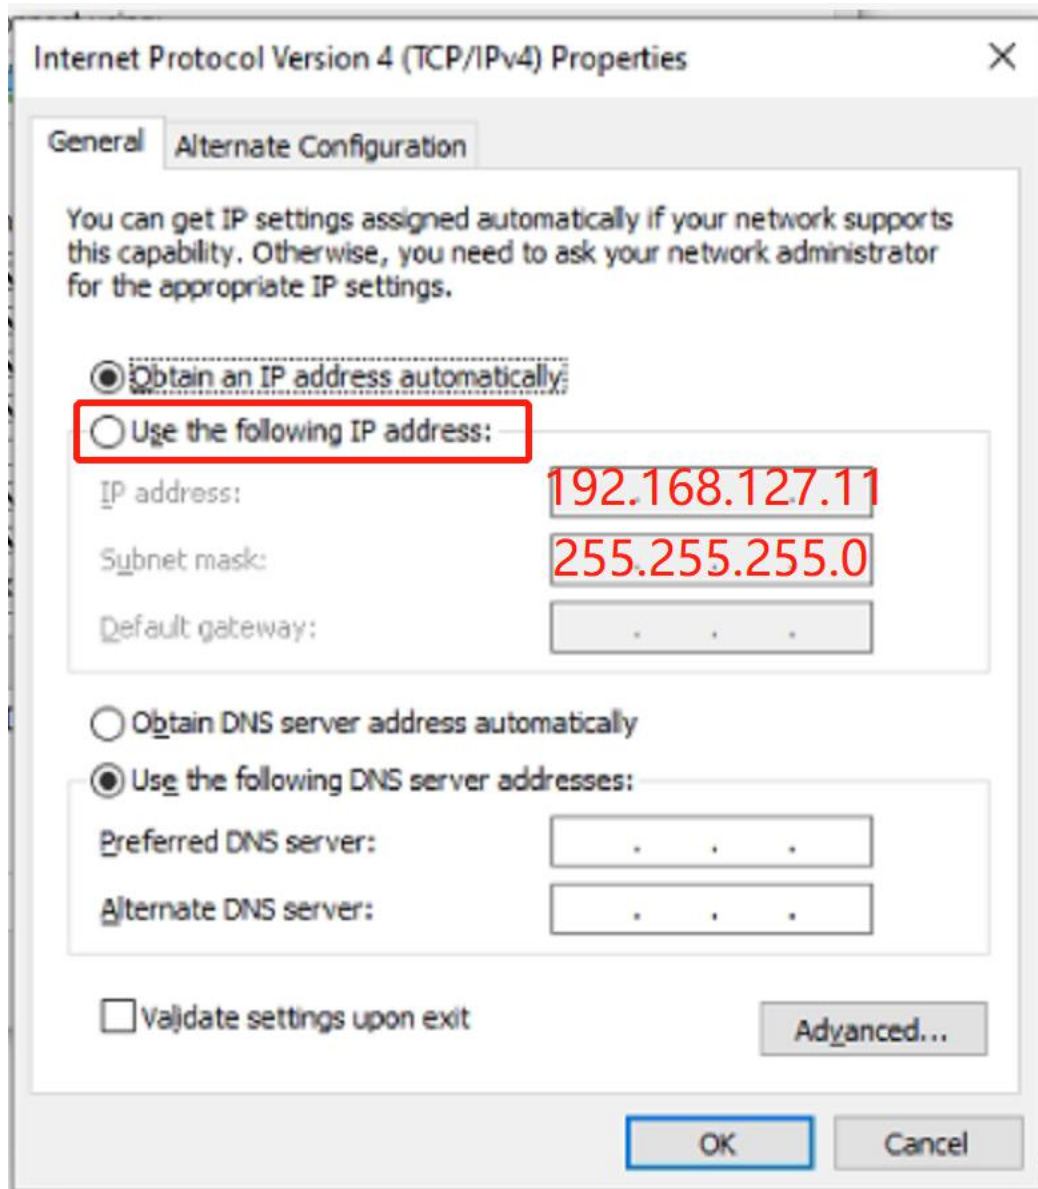 Internet Protocol Version 4 (TCP/IPv4) Properties
General
Alternate Configuration
You can get IP settings assigned automatically if your network supports
this capability. Otherwise, you need to ask your network administrator
for the appropriate IP settings.
Obtain an IP address automatically
Use the following IP address:
IP address: 192.168.127.11
Subnet mask: 255.255.255.0
Default gateway: . . .
Obtain DNS server address automatically
Use the following DNS server addresses:
Preferred DNS server: . . .
Alternate DNS server: . . .
Validate settings upon exit
Advanced...
OK
Cancel